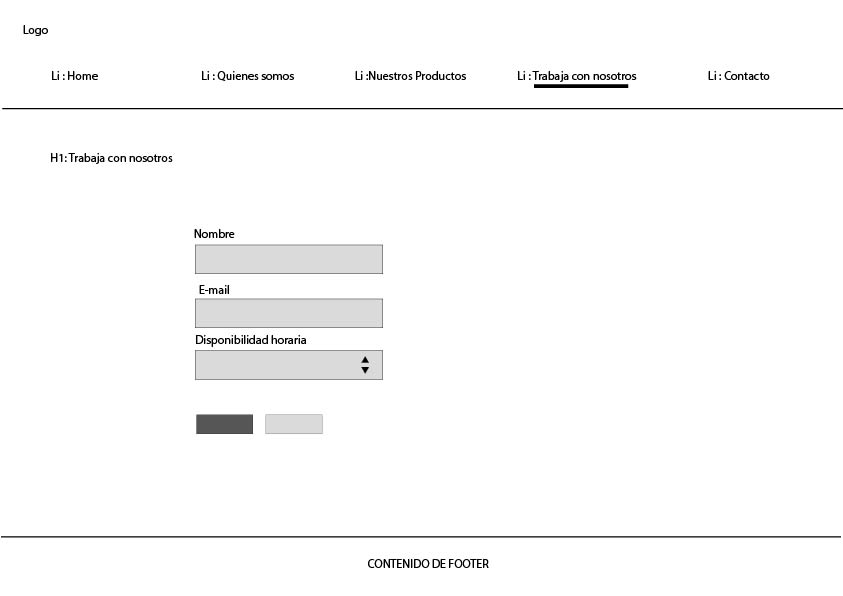 Logo
Li : Home Li : Quienes somos Li :Nuestros Productos Li : Trabaja con nosotros Li : Contacto
H1: Trabaja con nosotros
Nombre
E-mail
Disponibilidad horaria
CONTENIDO DE FOOTER